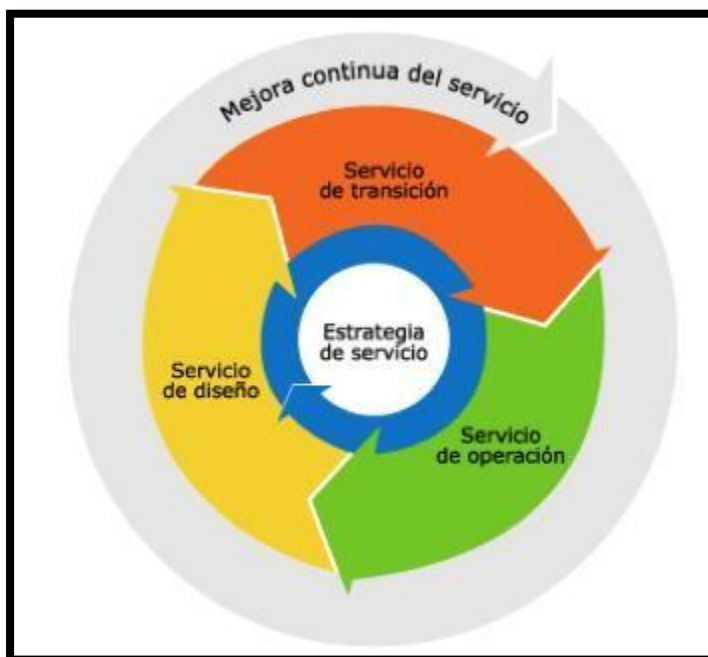 Mejora continua del servicio
Servicio
de transición
Estrategia
de servicio
Servicio
de diseño
Servicio
de operación